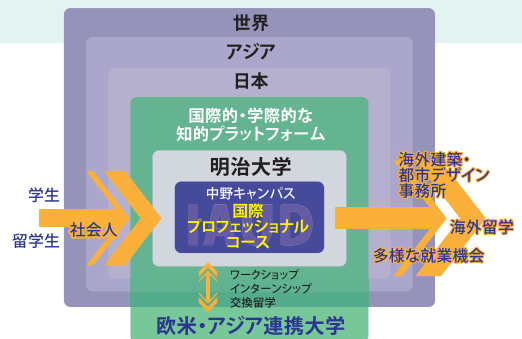 世界
アジア
日本
国際的・学際的な
知的プラットフォーム
明治大学
中野キャンパス
国際
プロフェッショナル
コース
学生
留学生
社会人
海外建築・
都市デザイン
事務所
海外留学
多様な就業機会
ワークショップ
インターンシップ
交換留学
欧米・アジア連携大学